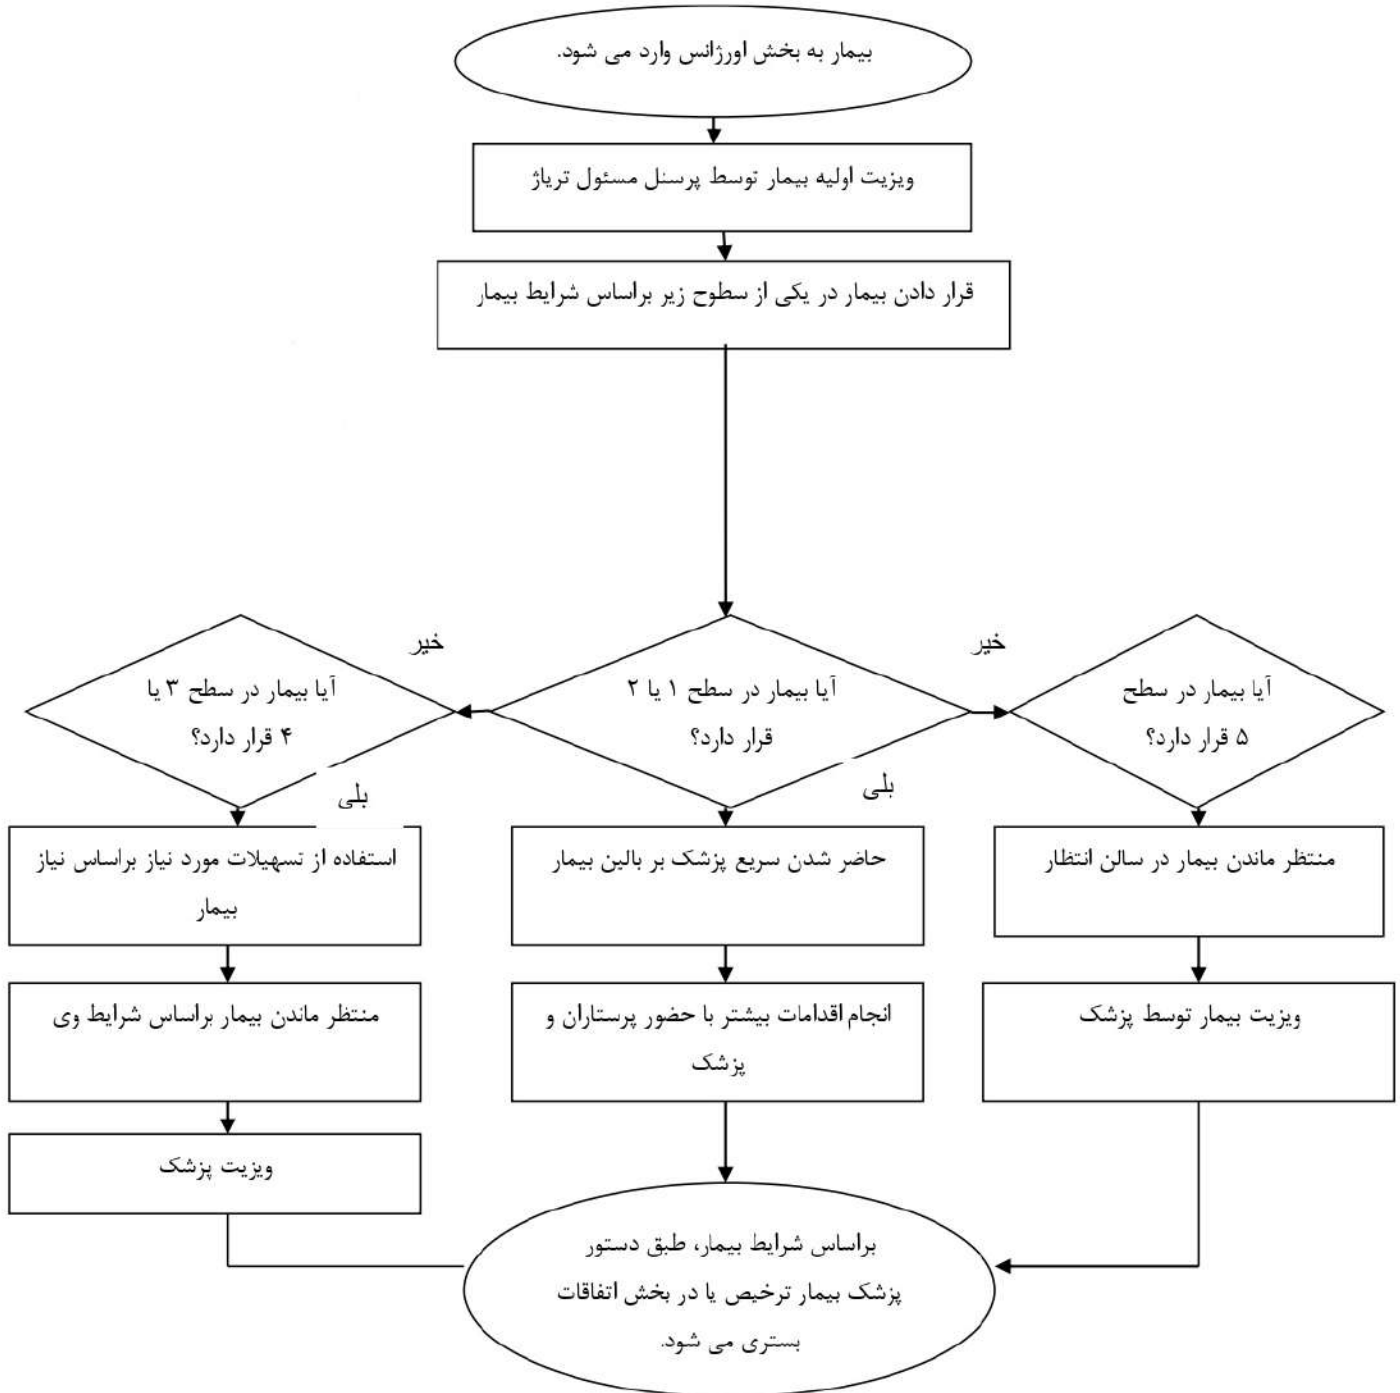 بیمار به بخش اورژانس وارد می شود.
ویزیت اولیه بیمار توسط پرسنل مسئول تریاژ
قرار دادن بیمار در یکی از سطوح زیر براساس شرایط بیمار
خیر
خیر
آیا بیمار در سطح
۵ قرار دارد؟
آیا بیمار در سطح ۱ یا ۲
قرار دارد؟
آیا بیمار در سطح ۳ یا
۴ قرار دارد؟
بلی
بلی
منتظر ماندن بیمار در سالن انتظار
حاضر شدن سریع پزشک بر بالین بیمار
استفاده از تسهیلات مورد نیاز براساس نیاز
بیمار
ویزیت بیمار توسط پزشک
انجام اقدامات بیشتر با حضور پرستاران و
پزشک
منتظر ماندن بیمار براساس شرایط وی
ویزیت پزشک
براساس شرایط بیمار، طبق دستور
پزشک بیمار ترخیص یا در بخش اتفاقات
بستری می شود.